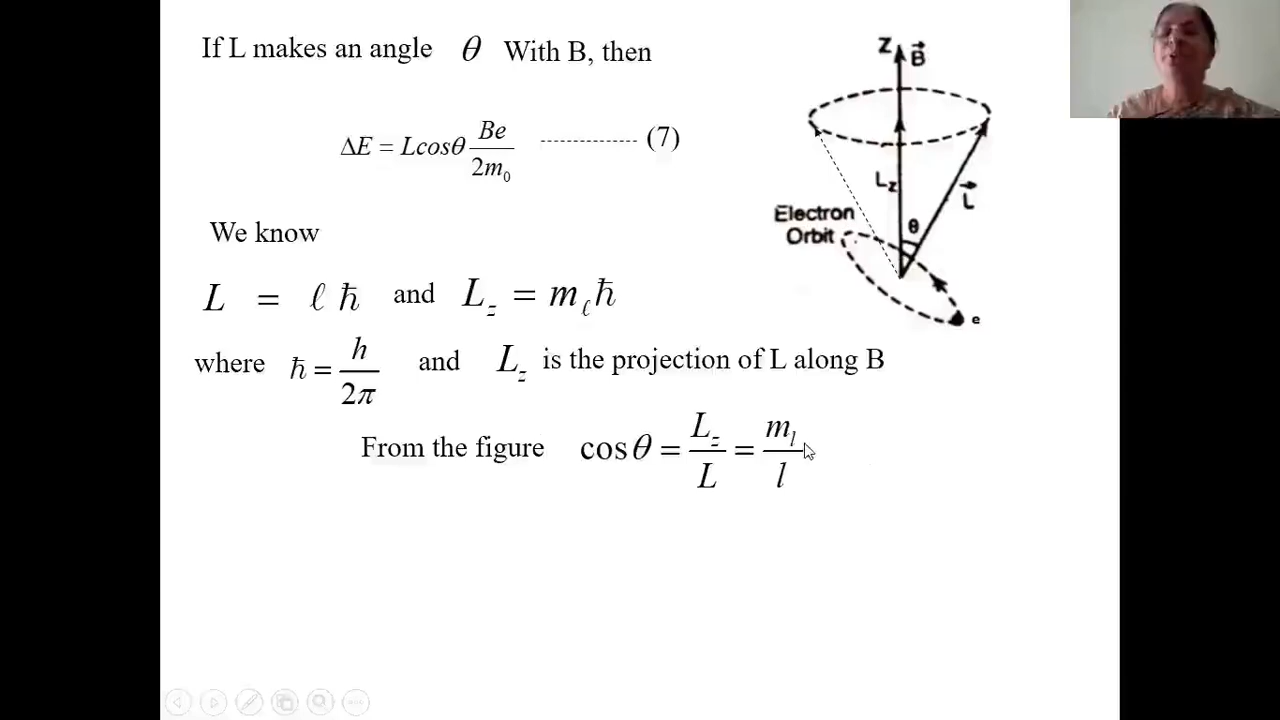 If L makes an angle θ With B, then
ΔE = Lcosθ Be/2m₀ --------------- (7)
We know
L = ℓ ħ and L_z = m_ℓ ħ
where ħ = h/2π and L_z is the projection of L along B
From the figure cos θ = L_z/L = m_l/l
Z B⃗
L_z
L⃗
θ
Electron
Orbit
e